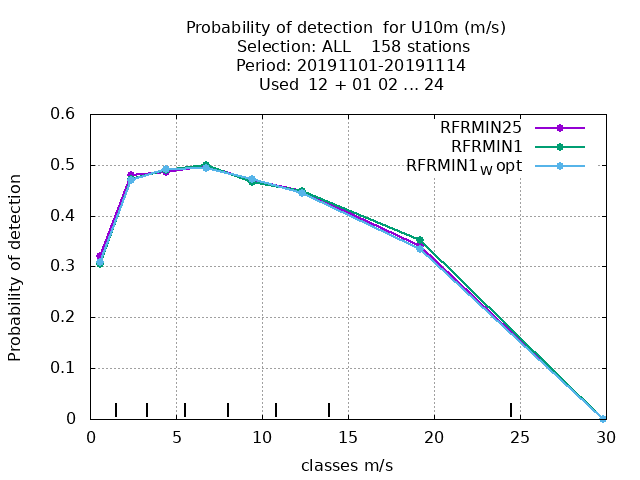 Probability of detection for U10m (m/s)
Selection: ALL 158 stations
Period: 20191101-20191114
Used 12 + 01 02 ... 24
RFRMIN25
RFRMIN1
RFRMIN1W opt
Probability of detection
0.6
0.5
0.4
0.3
0.2
0.1
0
0 5 10 15 20 25 30
classes m/s